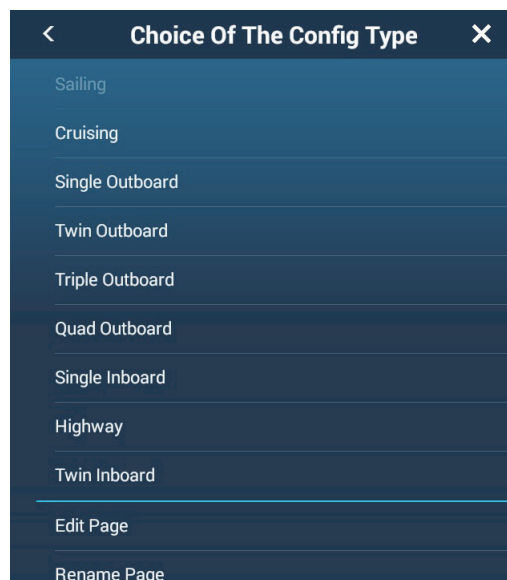 Choice Of The Config Type
Sailing
Cruising
Single Outboard
Twin Outboard
Triple Outboard
Quad Outboard
Single Inboard
Highway
Twin Inboard
Edit Page
Rename Page